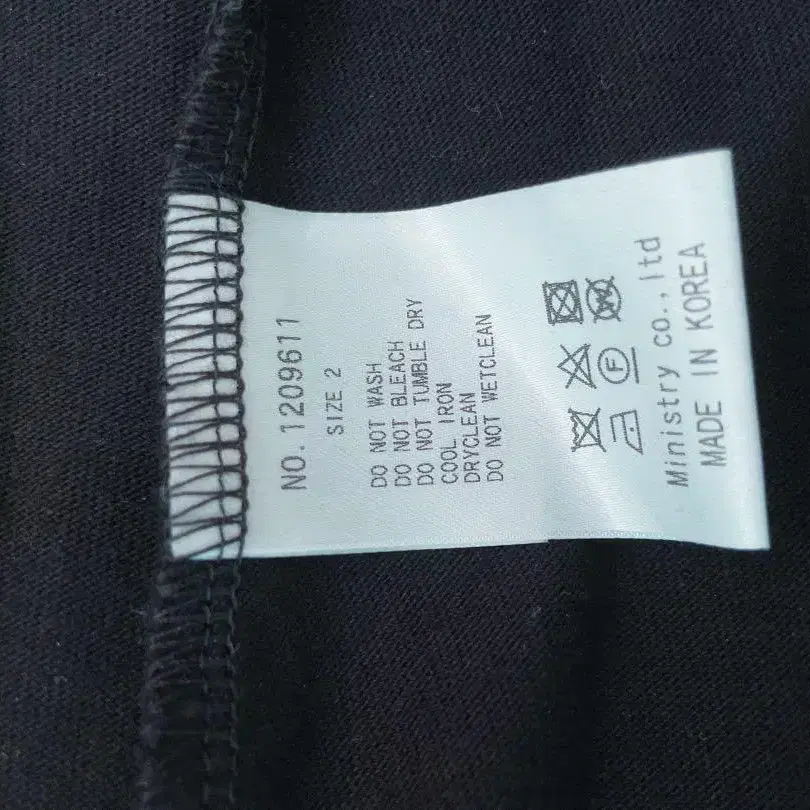 NO. 1209611
SIZE 2
DO NOT WASH
DO NOT BLEACH
DO NOT TUMBLE DRY
COOL IRON
DRYCLEAN
DO NOT WETCLEAN
W
F
Ministry co., ltd
MADE IN KOREA